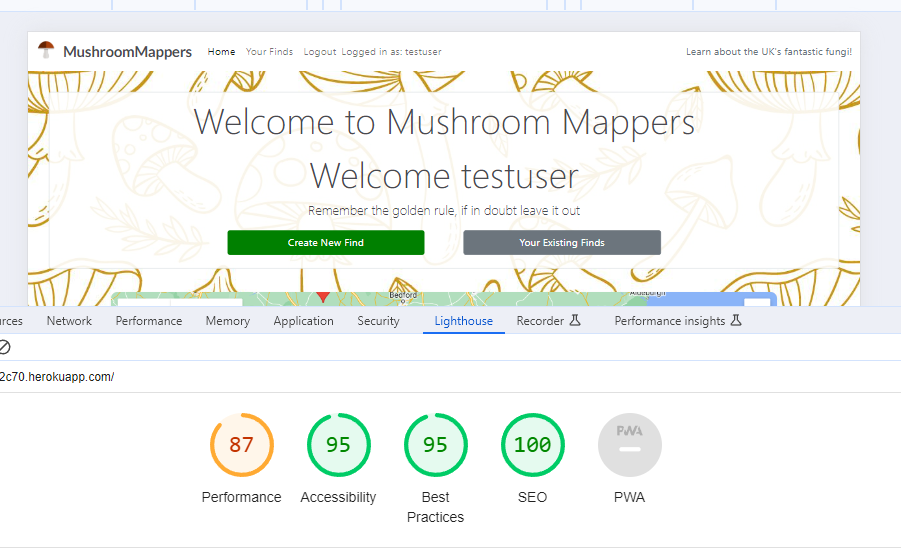 MushroomMappers Home Your Finds Logout Logged in as: testuser Learn about the UK's fantastic fungi!
Welcome to Mushroom Mappers
Welcome testuser
Remember the golden rule, if in doubt leave it out
Create New Find Your Existing Finds
Bedford
urces Network Performance Memory Application Security Lighthouse Recorder Performance insights
2c70.herokuapp.com/
87 95 95 100 PWA
Performance Accessibility Best Practices SEO PWA